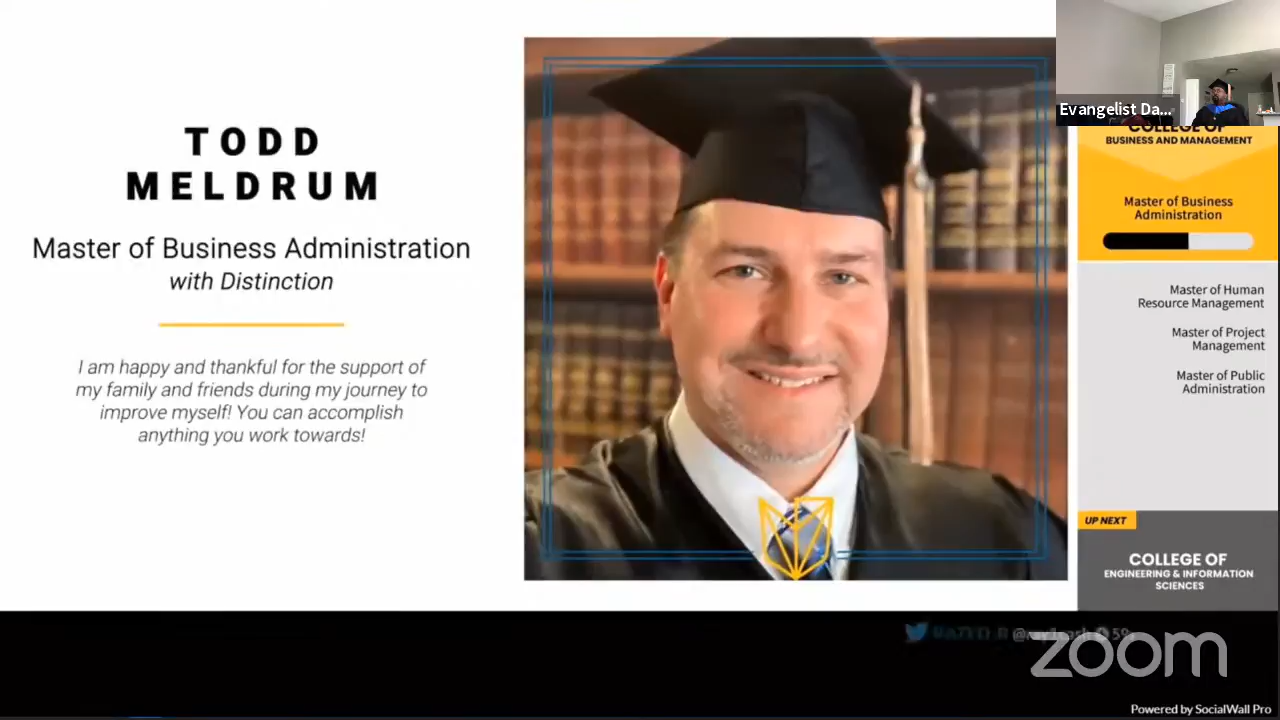 TODD
MELDRUM
Master of Business Administration
with Distinction
I am happy and thankful for the support of
my family and friends during my journey to
improve myself! You can accomplish
anything you work towards!
Evangelist Da...
COLLEGE OF
BUSINESS AND MANAGEMENT
Master of Business
Administration
Master of Human
Resource Management
Master of Project
Management
Master of Public
Administration
UP NEXT
COLLEGE OF
ENGINEERING & INFORMATION
SCIENCES
zoom
Powered by SocialWall Pro